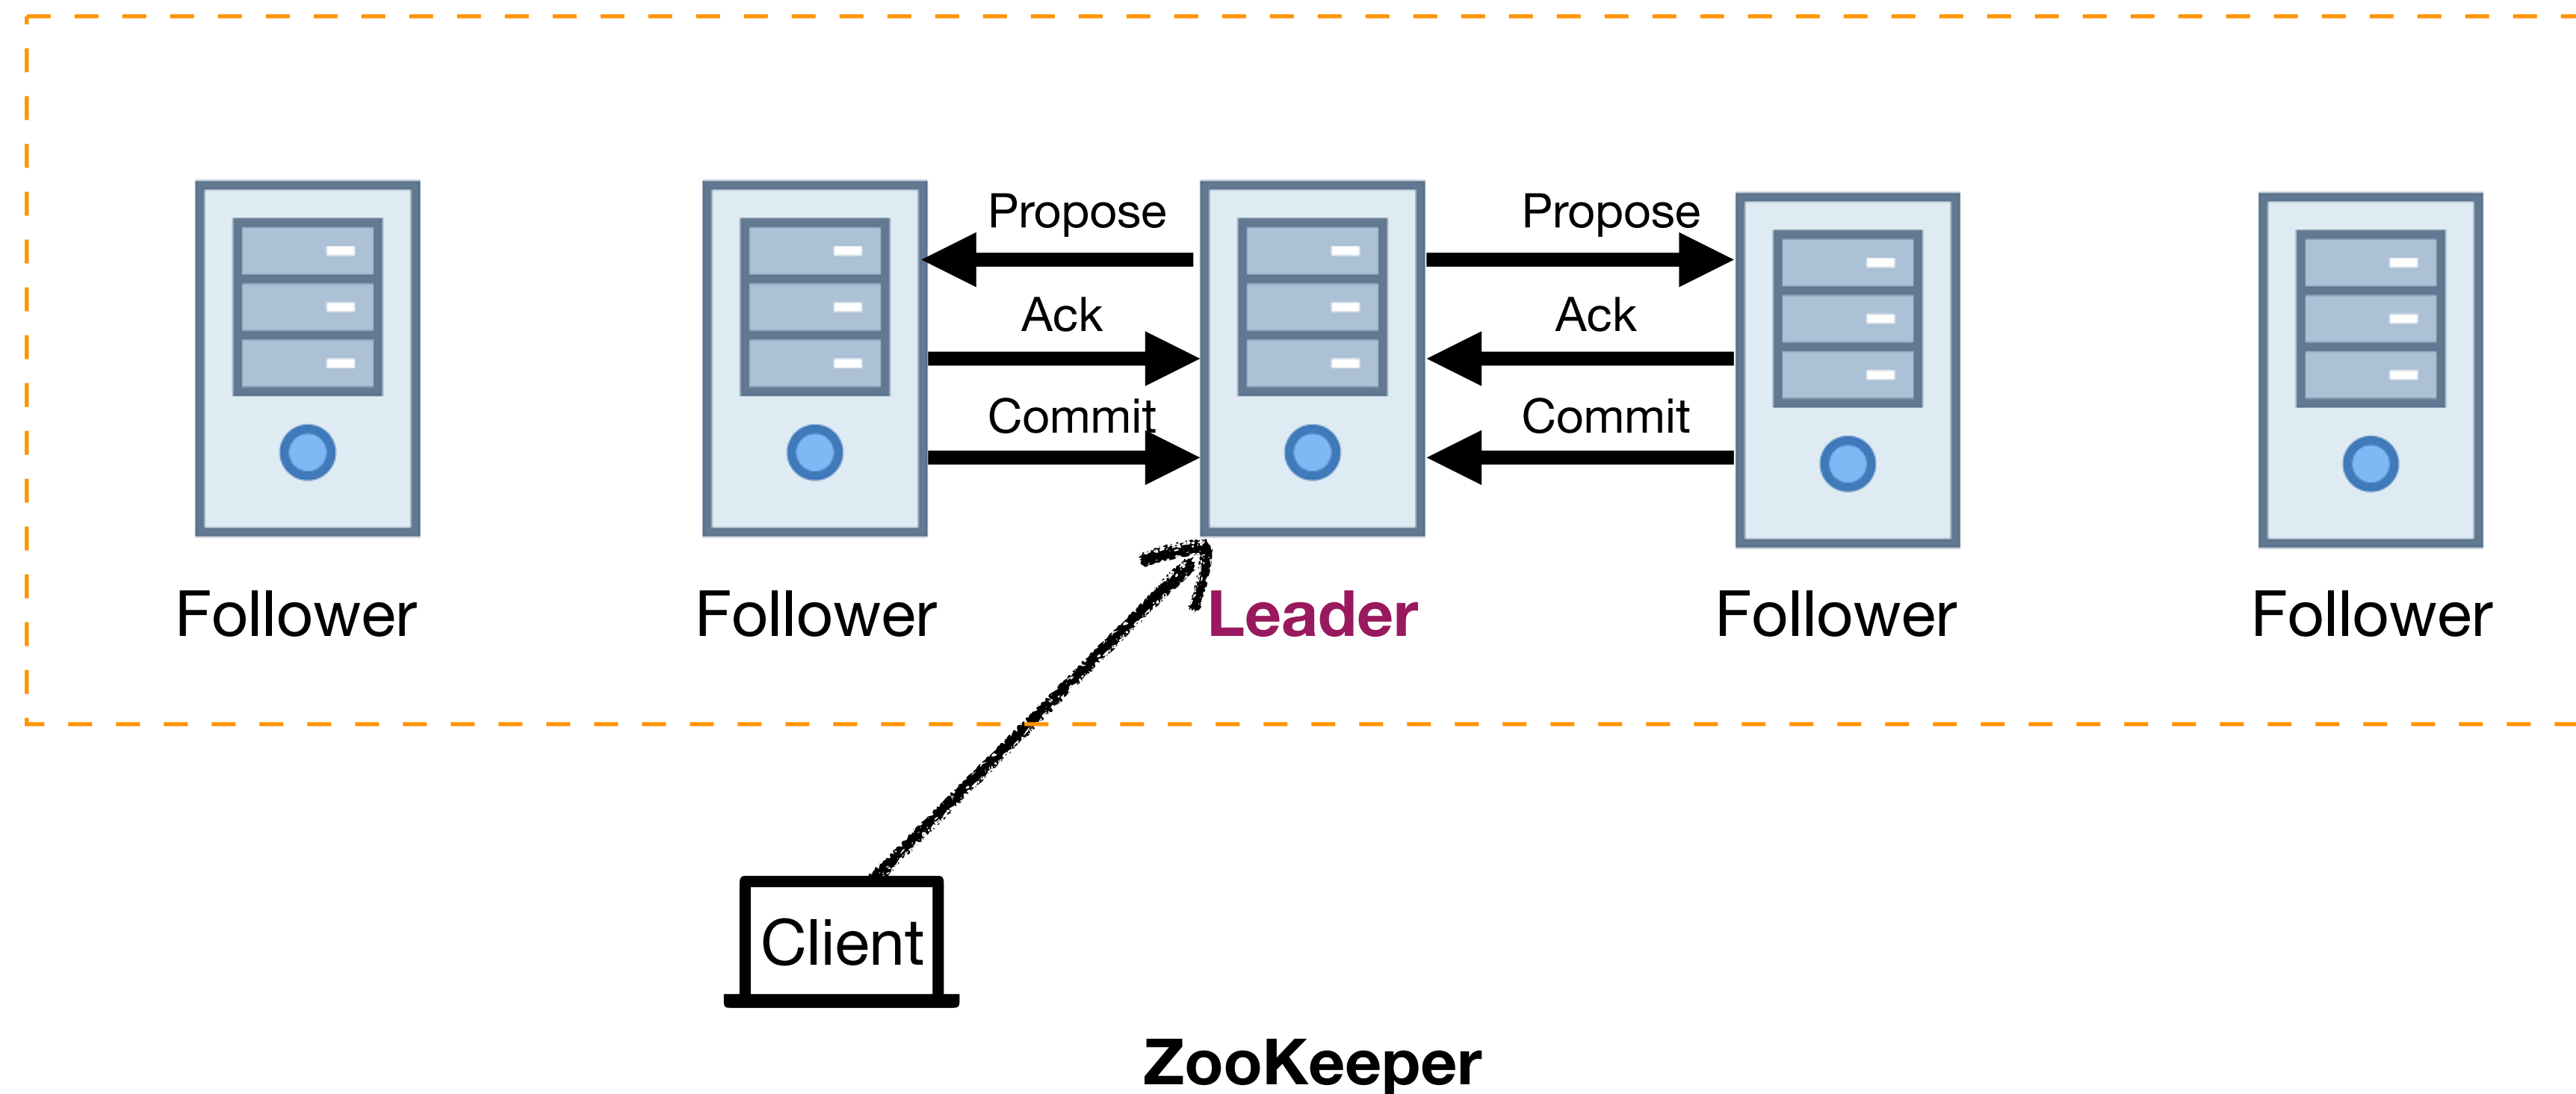 Propose
Propose
Ack
Ack
Commit
Commit
Follower
Follower
Leader
Follower
Follower
Client
ZooKeeper